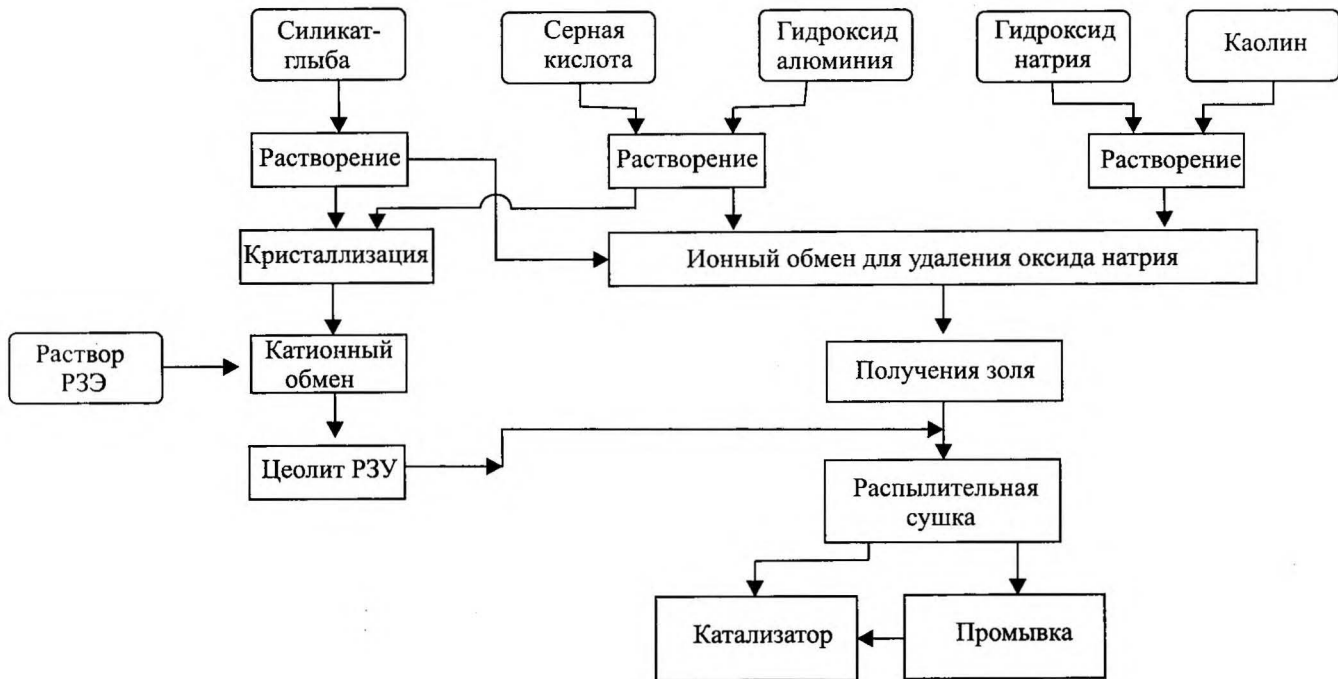 Силикат-
глыба
Серная
кислота
Гидроксид
алюминия
Гидроксид
натрия
Каолин
Растворение
Растворение
Растворение
Кристаллизация
Ионный обмен для удаления оксида натрия
Раствор
РЗЭ
Катионный
обмен
Получения золя
Цеолит РЗУ
Распылительная
сушка
Катализатор
Промывка